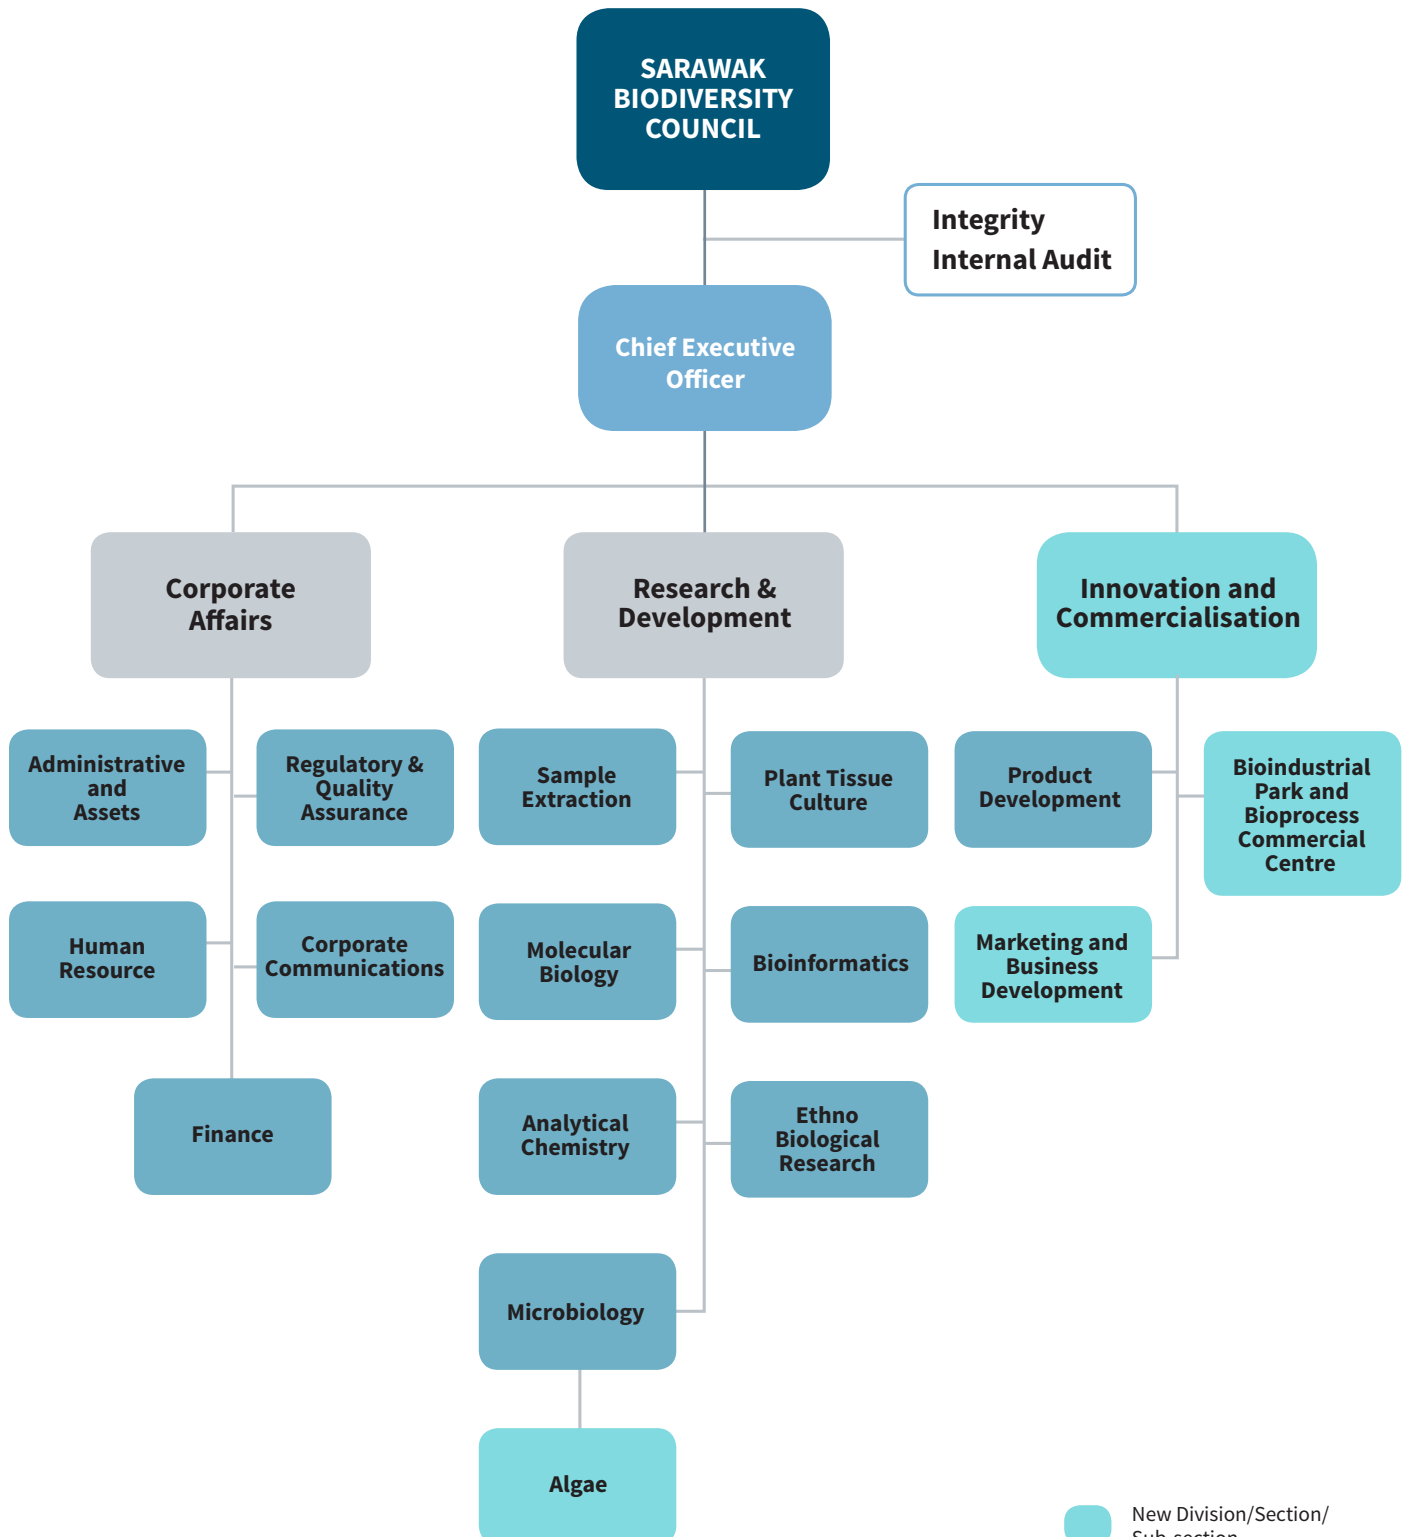 SARAWAK
BIODIVERSITY
COUNCIL
Integrity
Internal Audit
Chief Executive
Officer
Corporate
Affairs
Research &
Development
Innovation and
Commercialisation
Administrative
and
Assets
Regulatory &
Quality
Assurance
Sample
Extraction
Plant Tissue
Culture
Product
Development
Bioindustrial
Park and
Bioprocess
Commercial
Centre
Human
Resource
Corporate
Communications
Molecular
Biology
Bioinformatics
Marketing and
Business
Development
Finance
Analytical
Chemistry
Ethno
Biological
Research
Microbiology
Algae
New Division/Section/
Sub-section